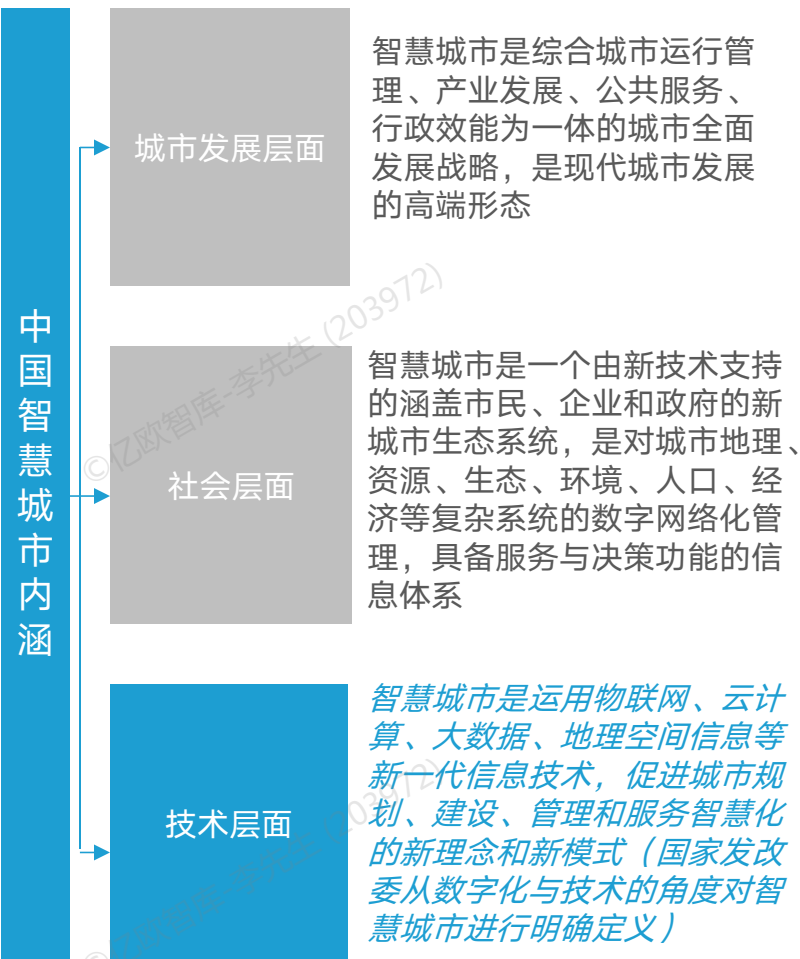 中国智慧城市内涵
城市发展层面
智慧城市是综合城市运行管
理、产业发展、公共服务、
行政效能为一体的城市全面
发展战略，是现代城市发展
的高端形态
社会层面
智慧城市是一个由新技术支持
的涵盖市民、企业和政府的新
城市生态系统，是对城市地理、
资源、生态、环境、人口、经
济等复杂系统的数字网络化管
理，具备服务与决策功能的信
息体系
技术层面
智慧城市是运用物联网、云计
算、大数据、地理空间信息等
新一代信息技术，促进城市规
划、建设、管理和服务智慧化
的新理念和新模式（国家发改
委从数字化与技术的角度对智
慧城市进行明确定义）
©亿欧智库-李先生 (203972)
©亿欧智库-李先生 (203972)